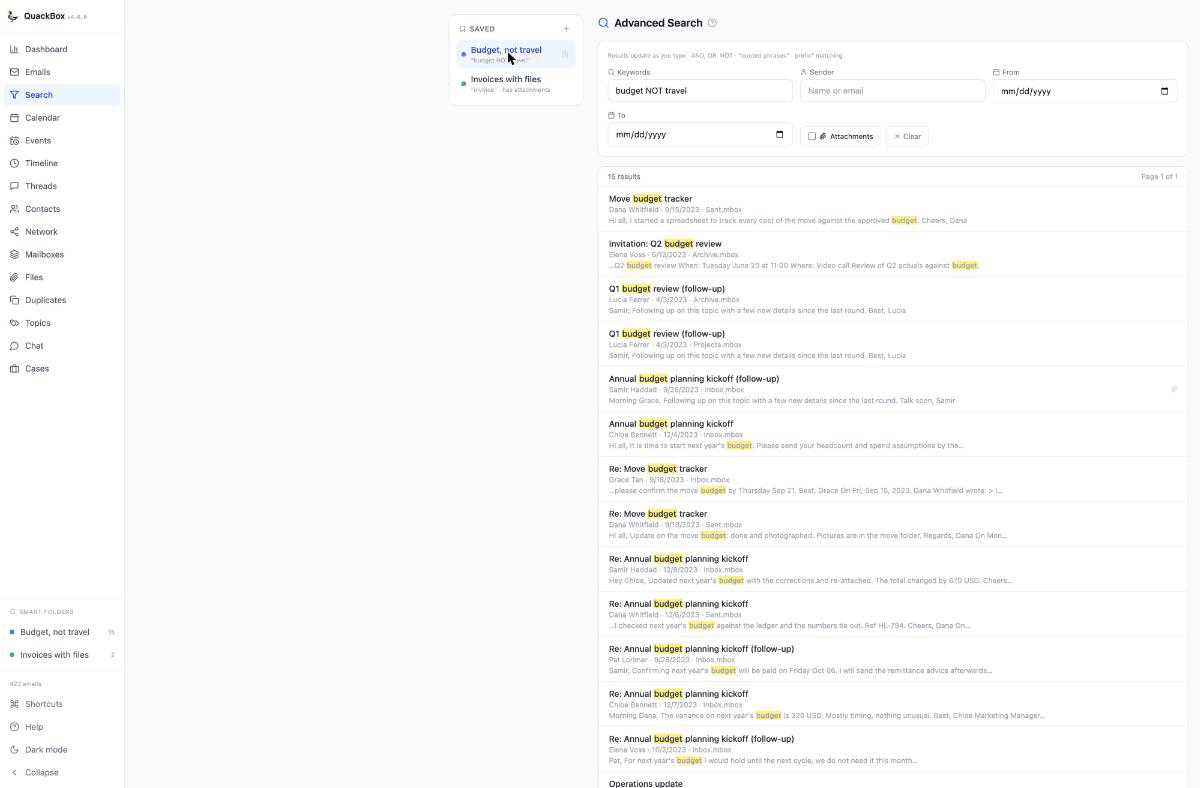 QuackBox v4.6.8
Dashboard
Emails
Search
Calendar
Events
Timeline
Threads
Contacts
Network
Mailboxes
Files
Duplicates
Topics
Chat
Cases
SMART FOLDERS
Budget, not travel 15
Invoices with files 2
423 emails
Shortcuts
Help
Dark mode
Collapse
SAVED
Budget, not travel
"budget NOT travel"
Invoices with files
"invoice" · has attachments
Advanced Search
Results update as you type · AND, OR, NOT · "quoted phrases" · prefix* matching
Keywords
budget NOT travel
Sender
Name or email
From
mm/dd/yyyy
To
mm/dd/yyyy
Attachments
Clear
15 results Page 1 of 1
Move budget tracker
Dana Whitfield · 9/15/2023 · Sent.mbox
Hi all, I started a spreadsheet to track every cost of the move against the approved budget. Cheers, Dana
Invitation: Q2 budget review
Elena Voss · 6/12/2023 · Archive.mbox
...Q2 budget review When: Tuesday June 20 at 11:00 Where: Video call Review of Q2 actuals against budget.
Q1 budget review (follow-up)
Lucia Ferrer · 4/3/2023 · Archive.mbox
Samir, Following up on this topic with a few new details since the last round. Best, Lucia
Q1 budget review (follow-up)
Lucia Ferrer · 4/3/2023 · Projects.mbox
Samir, Following up on this topic with a few new details since the last round. Best, Lucia
Annual budget planning kickoff (follow-up)
Samir Haddad · 9/26/2023 · Inbox.mbox
Morning Grace, Following up on this topic with a few new details since the last round. Talk soon, Samir
Annual budget planning kickoff
Chloe Bennett · 12/4/2023 · Inbox.mbox
Hi all, It is time to start next year's budget. Please send your headcount and spend assumptions by the...
Re: Move budget tracker
Grace Tan · 9/18/2023 · Inbox.mbox
...please confirm the move budget by Thursday Sep 21. Best, Grace On Fri, Sep 15, 2023, Dana Whitfield wrote: > I...
Re: Move budget tracker
Dana Whitfield · 9/18/2023 · Sent.mbox
Hi all, Update on the move budget: done and photographed. Pictures are in the move folder. Regards, Dana On Mon...
Re: Annual budget planning kickoff
Samir Haddad · 12/8/2023 · Inbox.mbox
Hey Chloe, Updated next year's budget with the corrections and re-attached. The total changed by 670 USD. Cheers...
Re: Annual budget planning kickoff
Dana Whitfield · 12/6/2023 · Sent.mbox
...I checked next year's budget against the ledger and the numbers tie out. Ref HL-794. Cheers, Dana On...
Re: Annual budget planning kickoff (follow-up)
Pat Lorimer · 9/28/2023 · Inbox.mbox
Samir, Confirming next year's budget will be paid on Friday Oct 06. I will send the remittance advice afterwards...
Re: Annual budget planning kickoff
Chloe Bennett · 12/7/2023 · Inbox.mbox
Morning Dana, The variance on next year's budget is 320 USD. Mostly timing, nothing unusual. Best, Chloe Marketing Manager...
Re: Annual budget planning kickoff (follow-up)
Elena Voss · 10/2/2023 · Inbox.mbox
Pat, For next year's budget I would hold until the next cycle; we do not need it this month...
Operations update